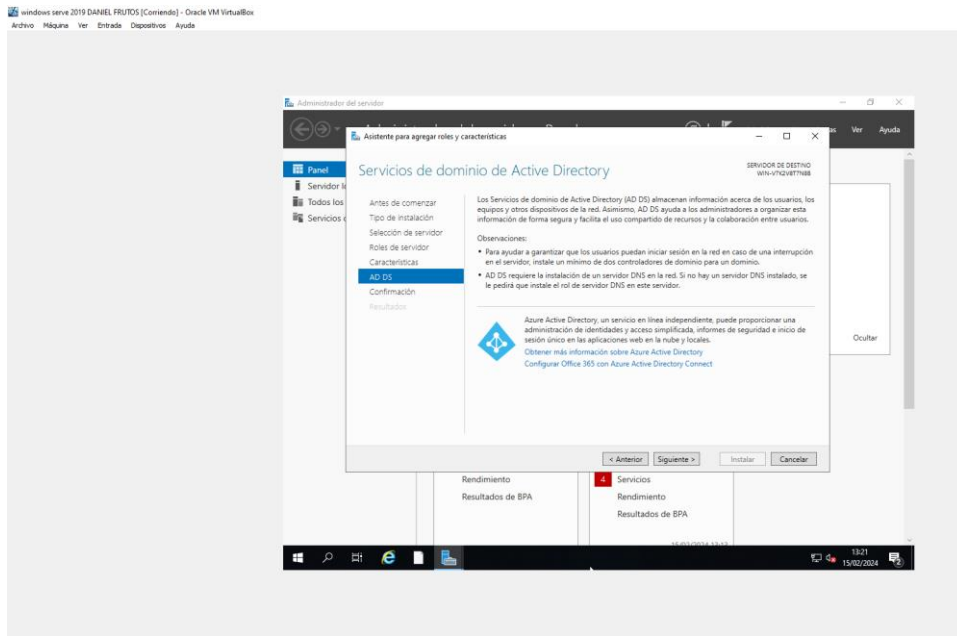 windows serve 2019 DANIEL FRUTOS [Corriendo] - Oracle VM VirtualBox
Archivo Máquina Ver Entrada Dispositivos Ayuda
Administrador del servidor
Ver Ayuda
Asistente para agregar roles y características
Servicios de dominio de Active Directory
SERVIDOR DE DESTINO
Panel
Servidor
Todos los
Servicios
Antes de comenzar
Tipo de instalación
Selección de servidor
Roles de servidor
Características
AD DS
Confirmación
Resultados
Los Servicios de dominio de Active Directory (AD DS) almacenan información acerca de los usuarios, los
equipos y otros dispositivos de la red. Asimismo, AD DS ayuda a los administradores a organizar esta
información de forma segura y facilita el uso compartido de recursos y la colaboración entre usuarios.
Observaciones:
• Para ayudar a garantizar que los usuarios puedan iniciar sesión en la red en caso de una interrupción
en el servidor, instale un mínimo de dos controladores de dominio para un dominio.
• AD DS requiere la instalación de un servidor DNS en la red. Si no hay un servidor DNS instalado, se
le pedirá que instale el rol de servidor DNS en este servidor.
Azure Active Directory, un servicio en línea independiente, puede proporcionar una
administración de identidades y acceso simplificada, informes de seguridad e inicio de
sesión único en las aplicaciones web en la nube y locales.
Obtener más información sobre Azure Active Directory
Configurar Office 365 con Azure Active Directory Connect
Ocultar
< Anterior Siguiente > Instalar Cancelar
Rendimiento
Resultados de BPA
4 Servicios
Rendimiento
Resultados de BPA
13:21
15/02/2024
2